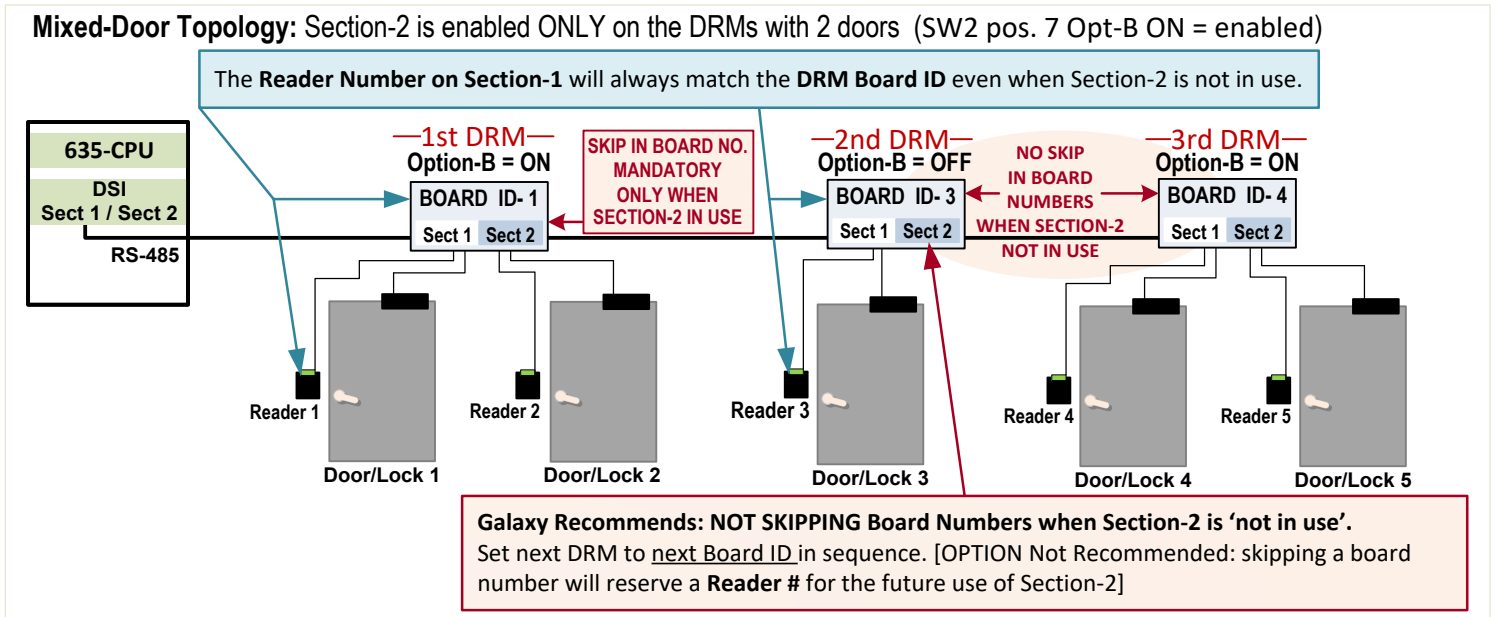 Mixed-Door Topology: Section-2 is enabled ONLY on the DRMs with 2 doors (SW2 pos. 7 Opt-B ON = enabled)
The Reader Number on Section-1 will always match the DRM Board ID even when Section-2 is not in use.
635-CPU
DSI
Sect 1 / Sect 2
RS-485
—1st DRM—
Option-B = ON
BOARD ID- 1
Sect 1 Sect 2
SKIP IN BOARD NO.
MANDATORY
ONLY WHEN
SECTION-2 IN USE
—2nd DRM—
Option-B = OFF
BOARD ID- 3
Sect 1 Sect 2
NO SKIP
IN BOARD
NUMBERS
WHEN SECTION-2
NOT IN USE
—3rd DRM—
Option-B = ON
BOARD ID- 4
Sect 1 Sect 2
Reader 1
Door/Lock 1
Reader 2
Door/Lock 2
Reader 3
Door/Lock 3
Reader 4
Door/Lock 4
Reader 5
Door/Lock 5
Galaxy Recommends: NOT SKIPPING Board Numbers when Section-2 is ‘not in use’.
Set next DRM to next Board ID in sequence. [OPTION Not Recommended: skipping a board
number will reserve a Reader # for the future use of Section-2]